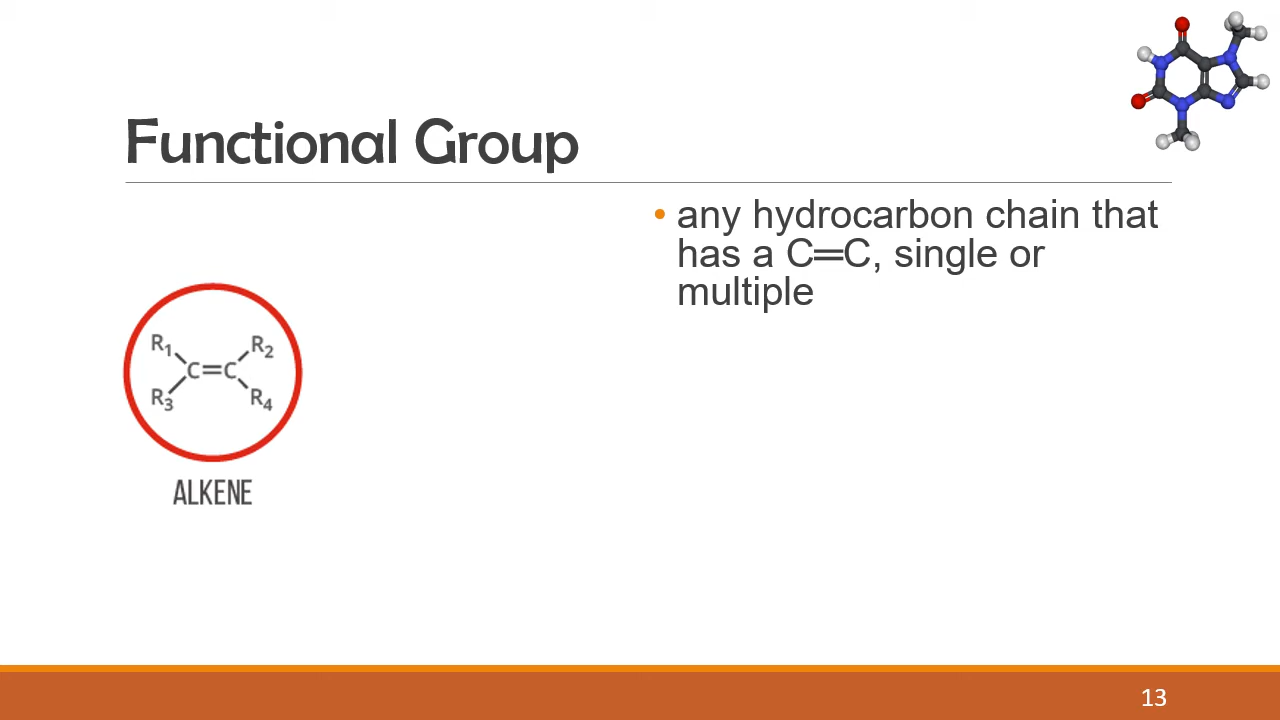 Functional Group
• any hydrocarbon chain that
has a C═C, single or
multiple
R1 R2
C=C
R3 R4
ALKENE
13